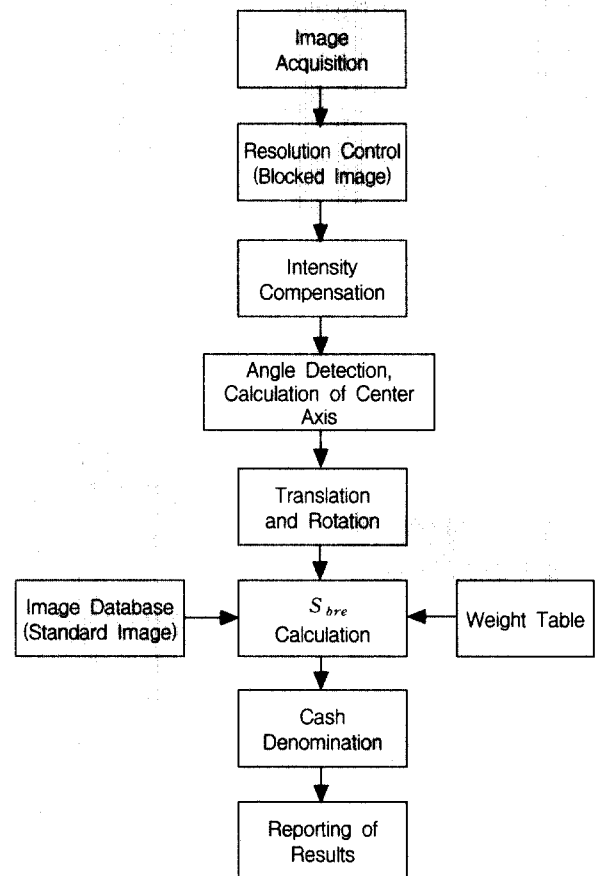 Image
Acquisition
Resolution Control
(Blocked Image)
Intensity
Compensation
Angle Detection,
Calculation of Center
Axis
Translation
and Rotation
Image Database
(Standard Image)
S bre
Calculation
Weight Table
Cash
Denomination
Reporting of
Results